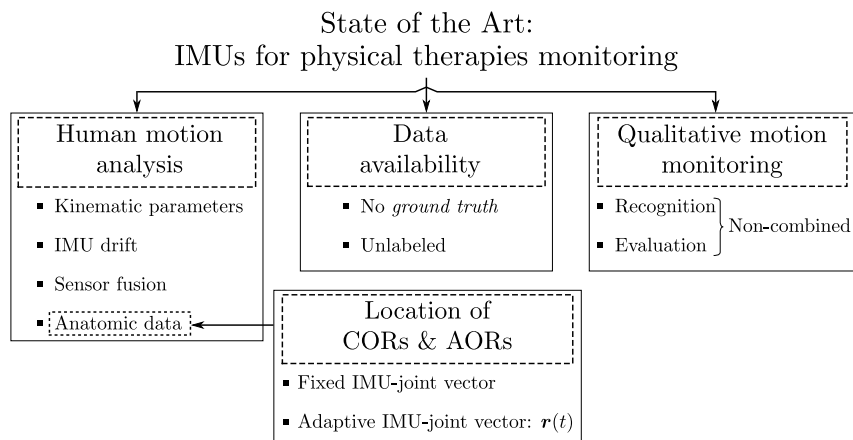 State of the Art:
IMUs for physical therapies monitoring
Human motion
analysis
Kinematic parameters
IMU drift
Sensor fusion
Anatomic data
Data
availability
No ground truth
Unlabeled
Qualitative motion
monitoring
Recognition
Evaluation
Non-combined
Location of
CORs & AORs
Fixed IMU-joint vector
Adaptive IMU-joint vector: r(t)